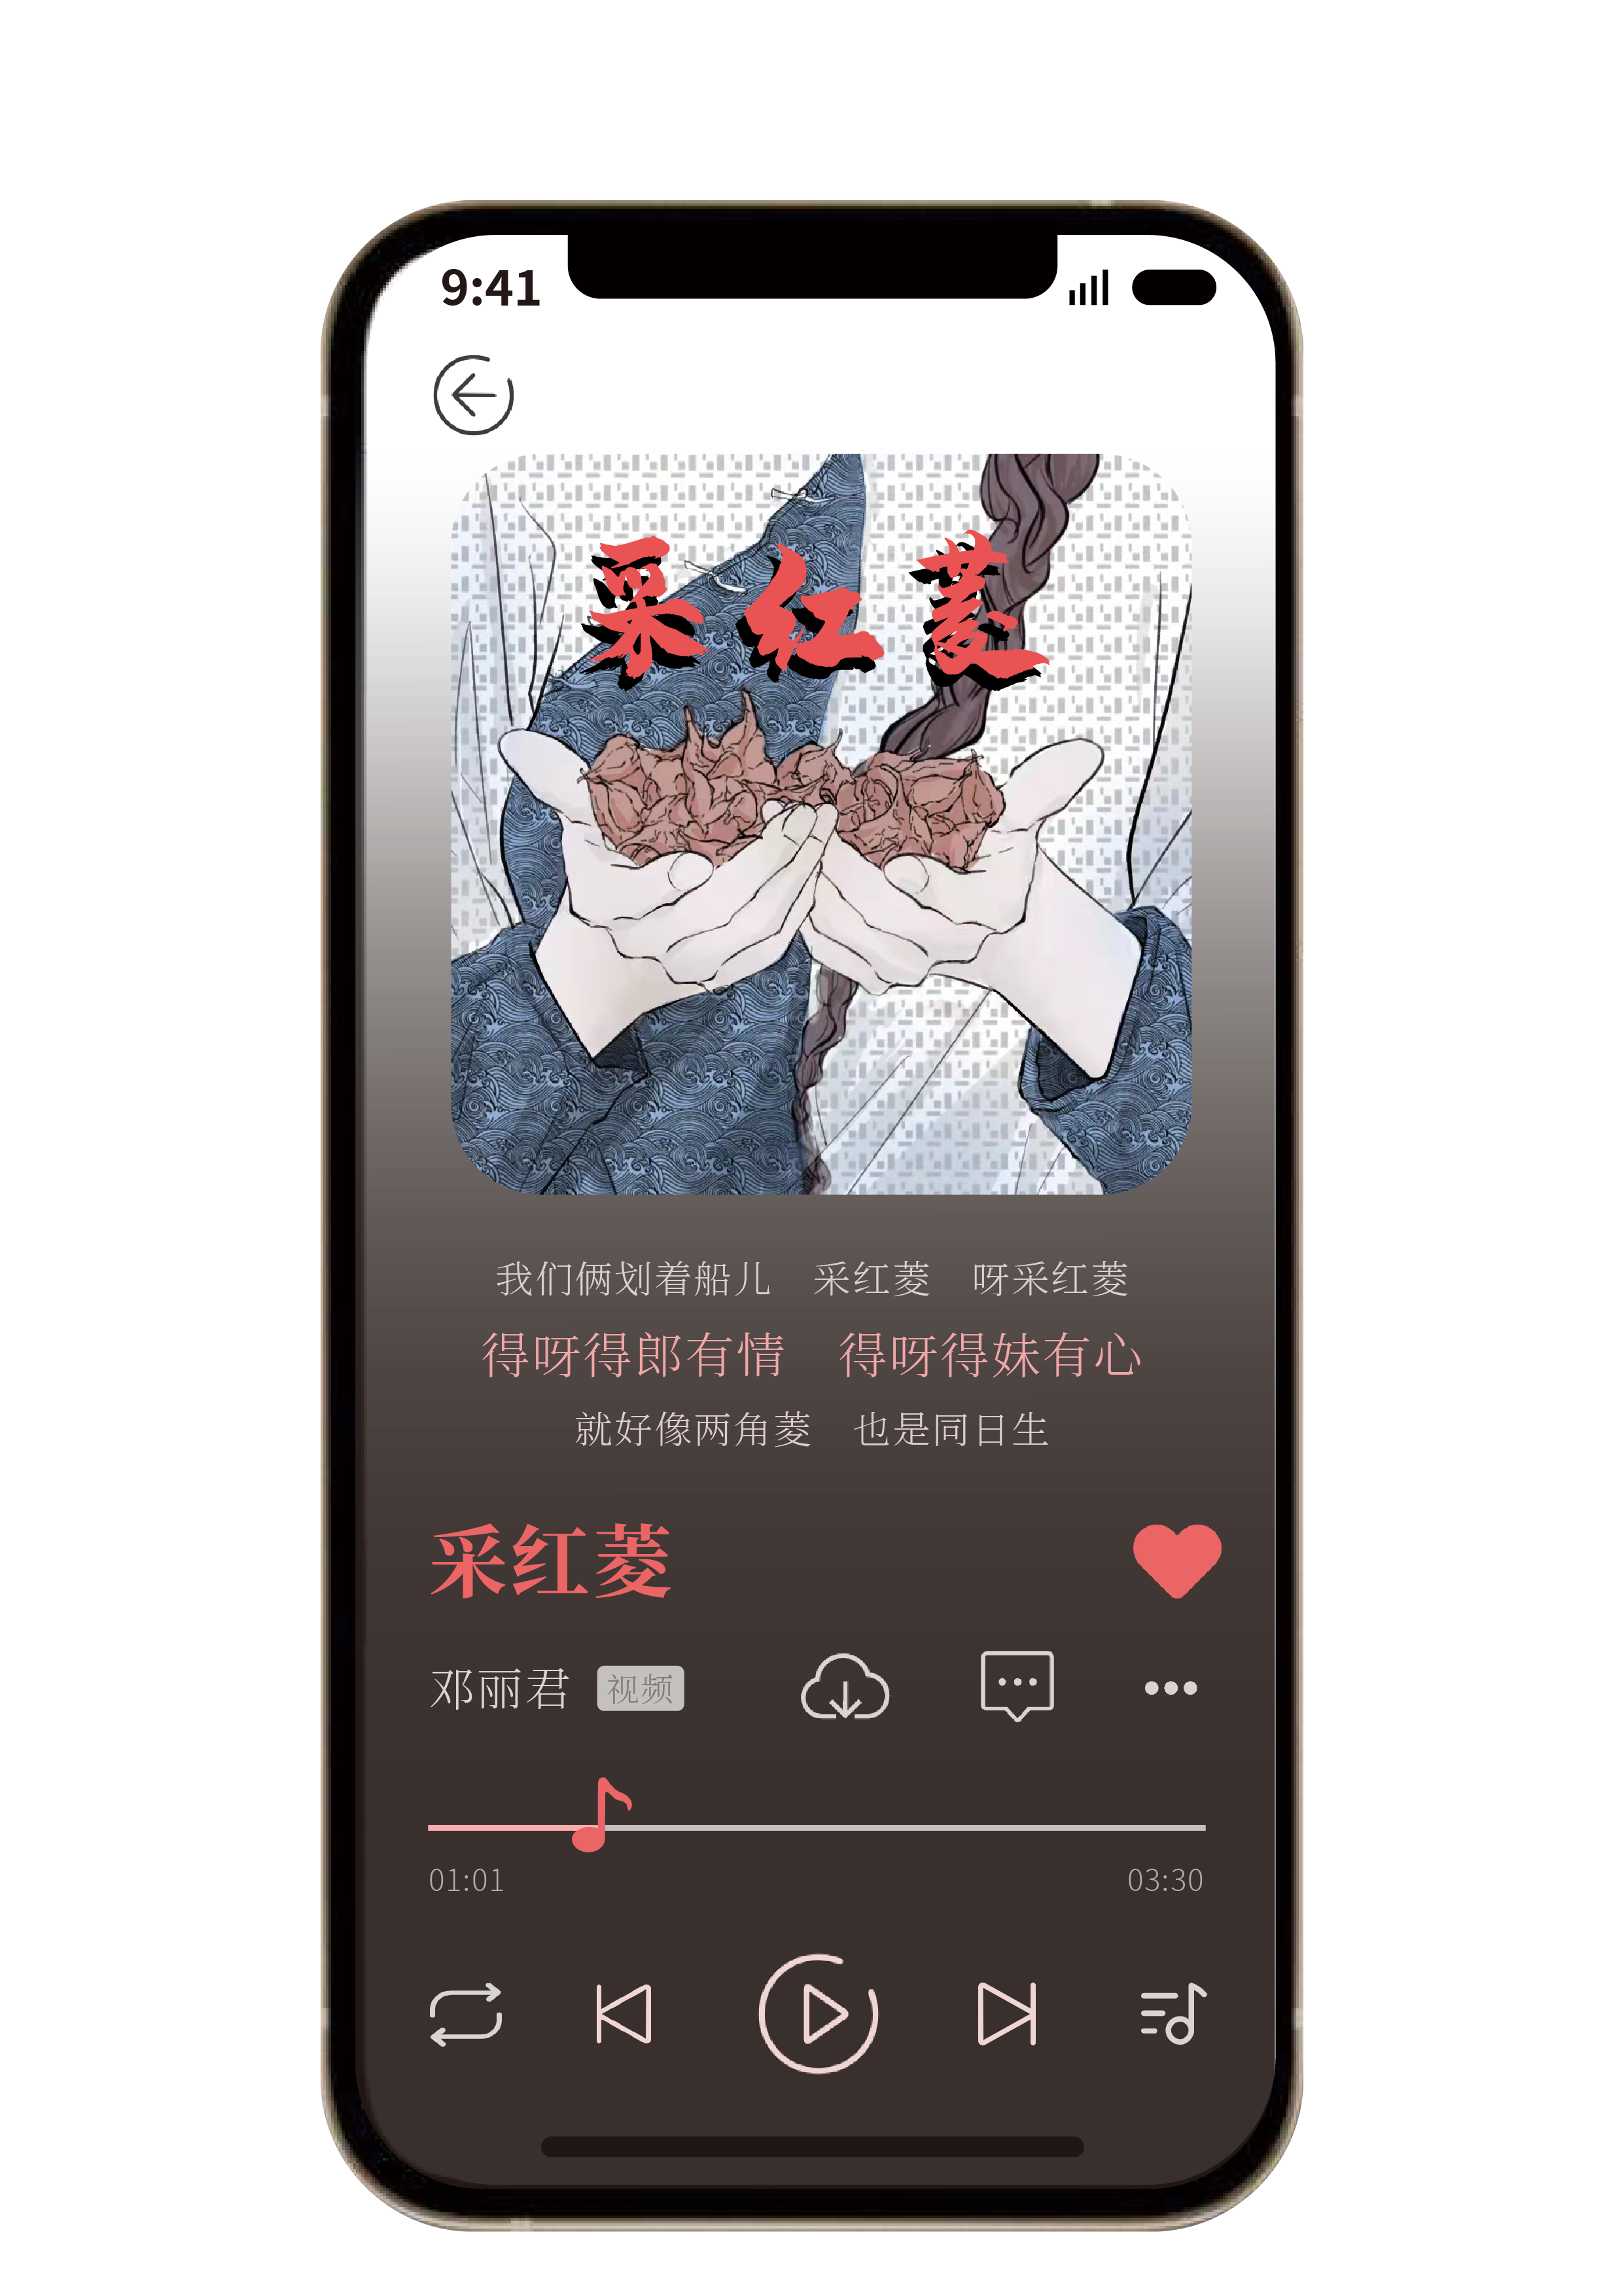 9:41
采红菱
我们俩划着船儿　采红菱　呀采红菱
得呀得郎有情　得呀得妹有心
就好像两角菱　也是同日生
采红菱
邓丽君 视频
01:01 03:30